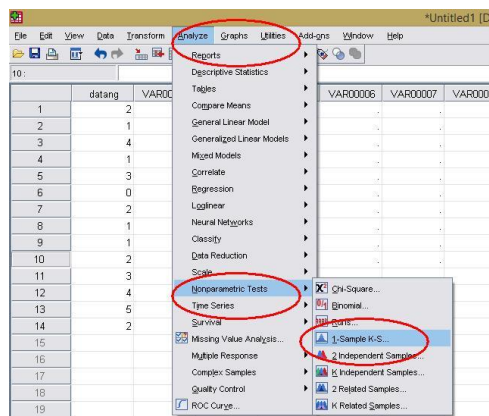 *Untitled1 [D
File Edit View Data Transform Analyze Graphs Utilities Add-ons Window Help
10 :
datang VAR00 VAR00006 VAR00007 VAR000
1 2
2 1
3 4
4 1
5 3
6 0
7 2
8 1
9 1
10 2
11 3
12 4
13 5
14 2
15
16
17
18
19
Reports
Descriptive Statistics
Tables
Compare Means
General Linear Model
Generalized Linear Models
Mixed Models
Correlate
Regression
Loglinear
Neural Networks
Classify
Data Reduction
Scale
Nonparametric Tests
Time Series
Survival
Missing Value Analysis...
Multiple Response
Complex Samples
Quality Control
ROC Curve...
Chi-Square...
Binomial...
Runs...
1-Sample K-S...
2 Independent Samples...
K Independent Samples...
2 Related Samples...
K Related Samples...